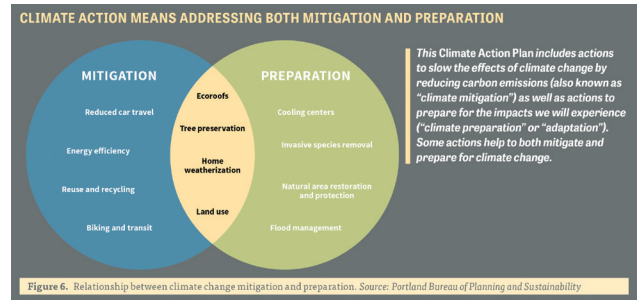 CLIMATE ACTION MEANS ADDRESSING BOTH MITIGATION AND PREPARATION
MITIGATION
Reduced car travel
Energy efficiency
Reuse and recycling
Biking and transit
Ecoroofs
Tree preservation
Home
weatherization
Land use
PREPARATION
Cooling centers
Invasive species removal
Natural area restoration
and protection
Flood management
This Climate Action Plan includes actions
to slow the effects of climate change by
reducing carbon emissions (also known as
“climate mitigation”) as well as actions to
prepare for the impacts we will experience
(“climate preparation” or “adaptation”).
Some actions help to both mitigate and
prepare for climate change.
Figure 6. Relationship between climate change mitigation and preparation. Source: Portland Bureau of Planning and Sustainability